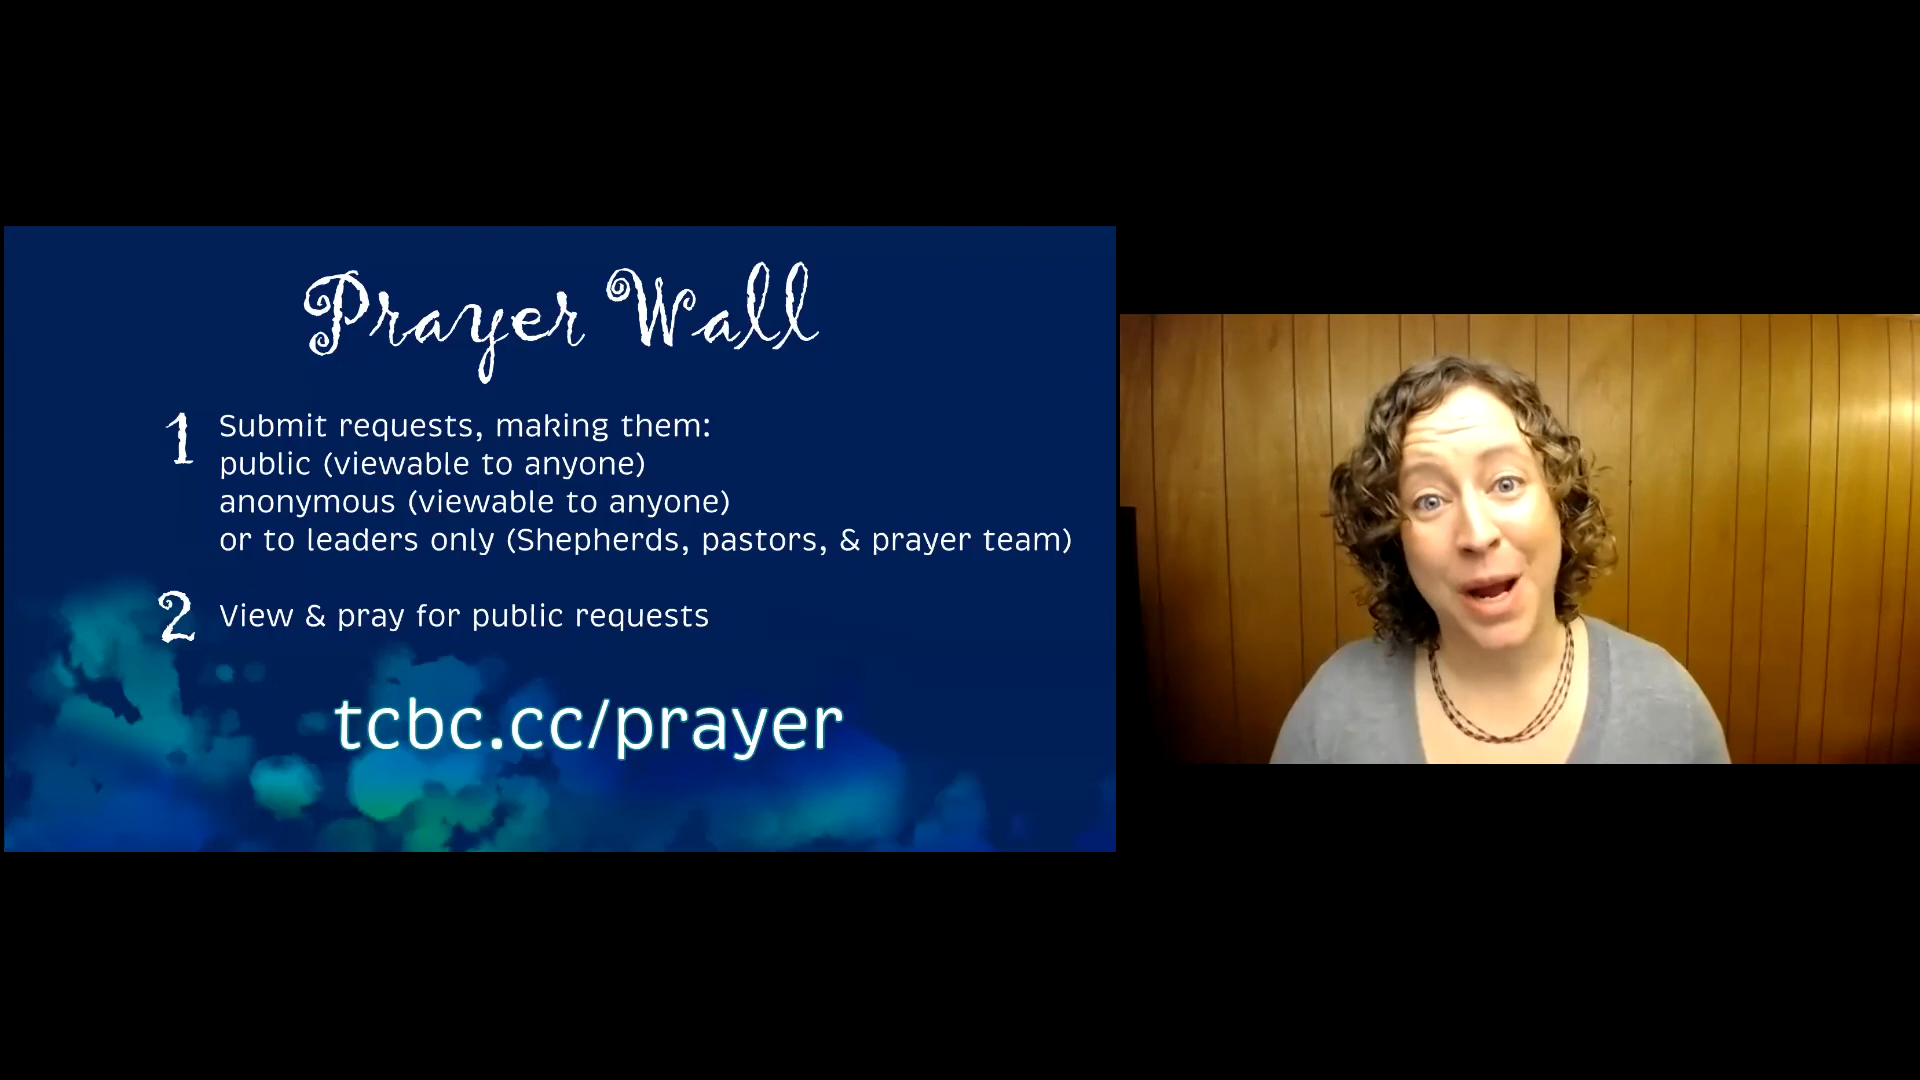 Prayer Wall
1 Submit requests, making them:
public (viewable to anyone)
anonymous (viewable to anyone)
or to leaders only (Shepherds, pastors, & prayer team)
2 View & pray for public requests
tcbc.cc/prayer